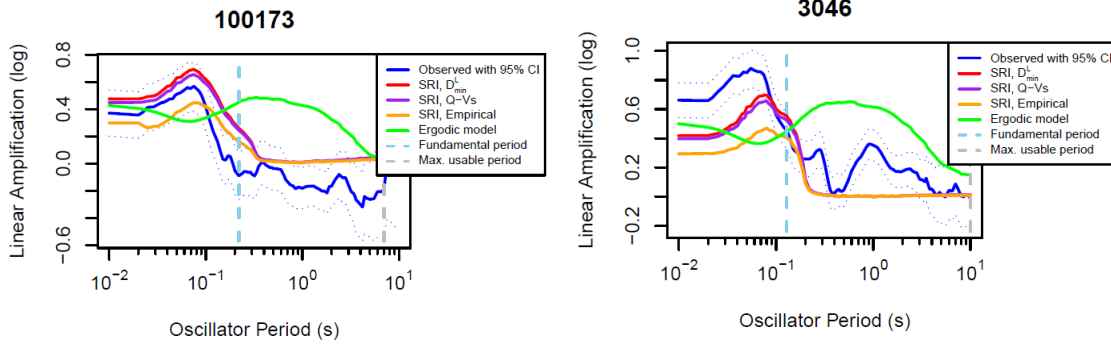 100173
Linear Amplification (log)
0.8
0.4
0.0
−0.6
Observed with 95% CI
SRI, D^L_min
SRI, Q−Vs
SRI, Empirical
Ergodic model
Fundamental period
Max. usable period
10^−2
10^−1
10^0
10^1
Oscillator Period (s)
3046
Linear Amplification (log)
1.0
0.6
0.2
−0.2
Observed with 95% CI
SRI, D^L_min
SRI, Q−Vs
SRI, Empirical
Ergodic model
Fundamental period
Max. usable period
10^−2
10^−1
10^0
10^1
Oscillator Period (s)